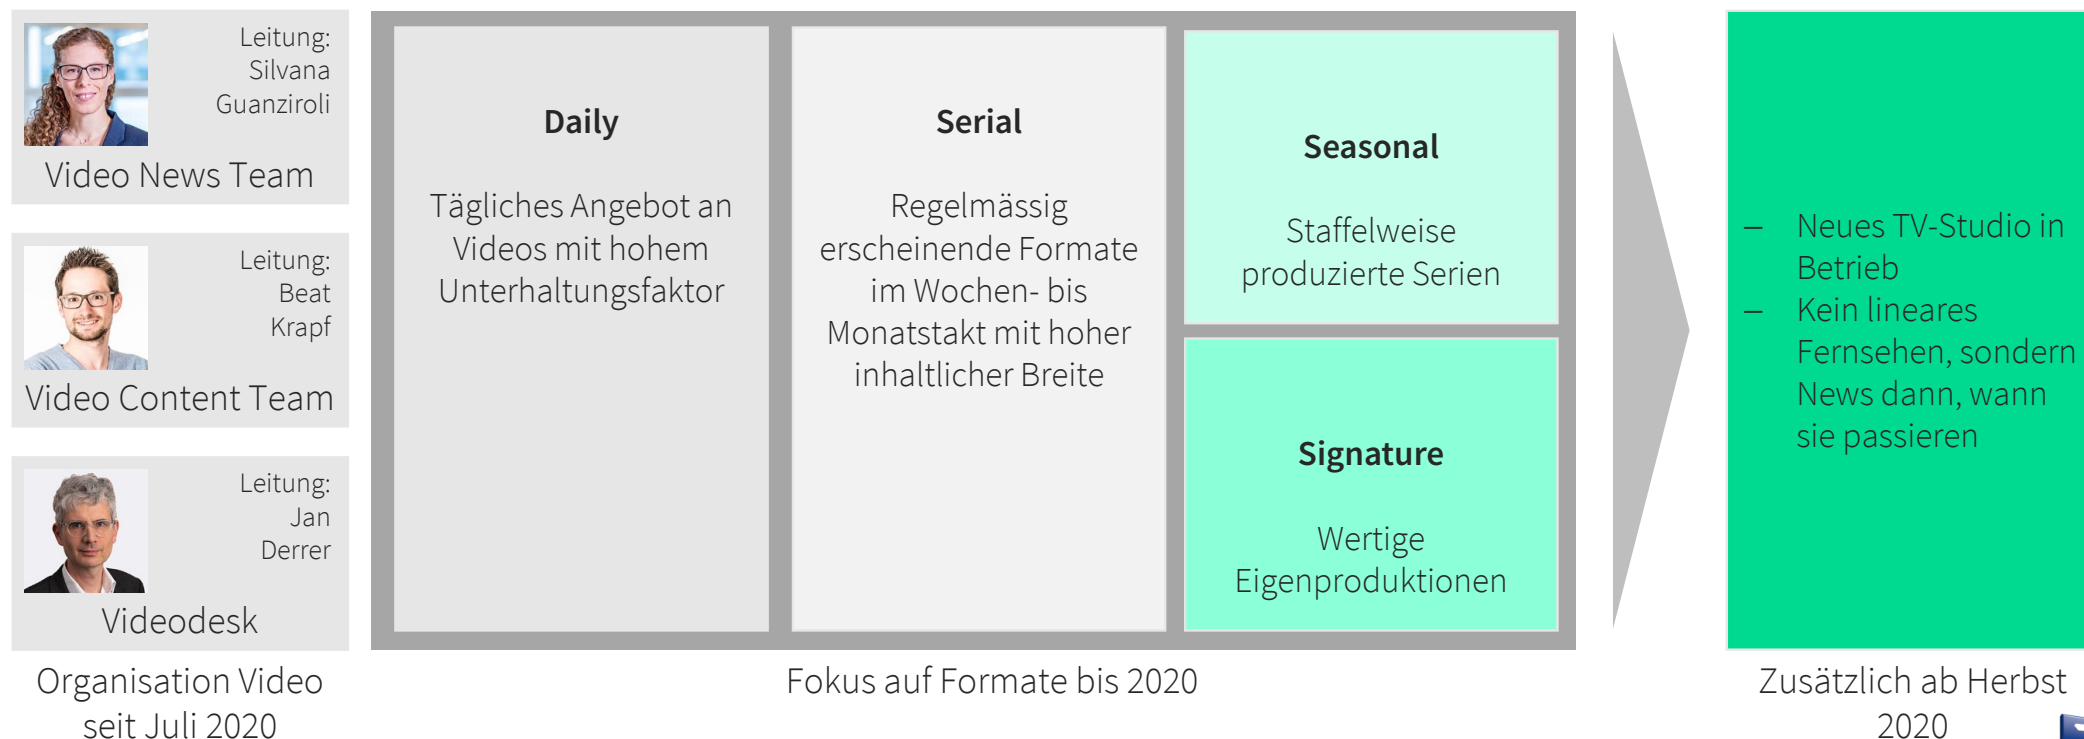 Leitung:
Silvana
Guanziroli
Video News Team
Leitung:
Beat
Krapf
Video Content Team
Leitung:
Jan
Derrer
Videodesk
Organisation Video
seit Juli 2020
Daily
Tägliches Angebot an
Videos mit hohem
Unterhaltungsfaktor
Serial
Regelmässig
erscheinende Formate
im Wochen- bis
Monatstakt mit hoher
inhaltlicher Breite
Seasonal
Staffelweise
produzierte Serien
Signature
Wertige
Eigenproduktionen
Fokus auf Formate bis 2020
– Neues TV-Studio in
Betrieb
– Kein lineares
Fernsehen, sondern
News dann, wann
sie passieren
Zusätzlich ab Herbst
2020